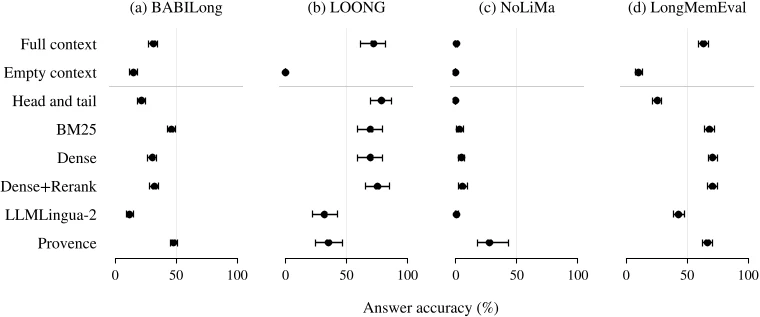 (a) BABILong (b) LOONG (c) NoLiMa (d) LongMemEval
Full context
Empty context
Head and tail
BM25
Dense
Dense+Rerank
LLMLingua-2
Provence
0 50 100 0 50 100 0 50 100 0 50 100
Answer accuracy (%)